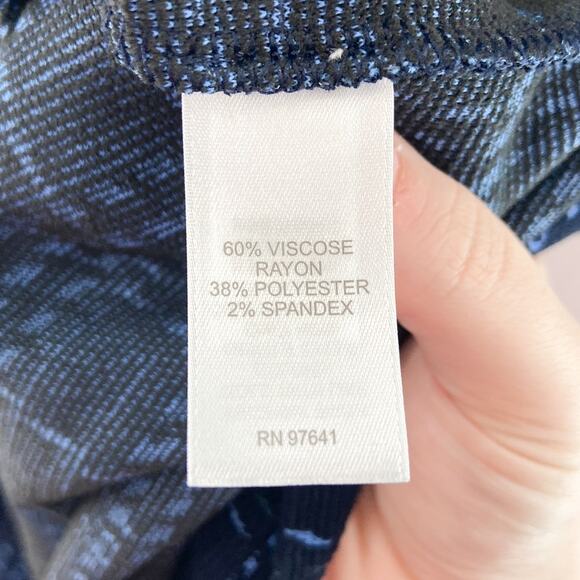 60% VISCOSE
RAYON
38% POLYESTER
2% SPANDEX
RN 97641